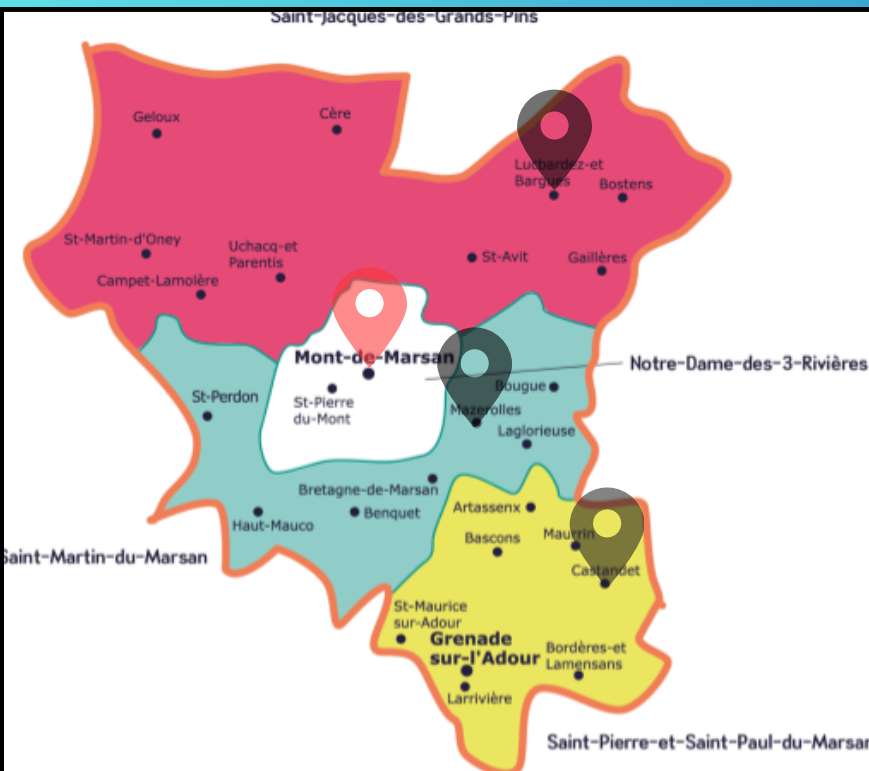 Saint-Jacques-des-Grands-Pins
Geloux
Cère
Lucbardez-et
Bargues
Bostens
St-Martin-d'Oney
Uchacq-et
Parentis
St-Avit
Gaillères
Campet-Lamolère
Mont-de-Marsan
Notre-Dame-des-3-Rivières
St-Perdon
St-Pierre
du-Mont
Bougue
Mazerolles
Laglorieuse
Bretagne-de-Marsan
Haut-Mauco
Benquet
Artassenx
Bascons
Maurrin
Castandet
Saint-Martin-du-Marsan
St-Maurice
sur-Adour
Grenade
sur-l'Adour
Bordères-et
Lamensans
Larrivière
Saint-Pierre-et-Saint-Paul-du-Marsan